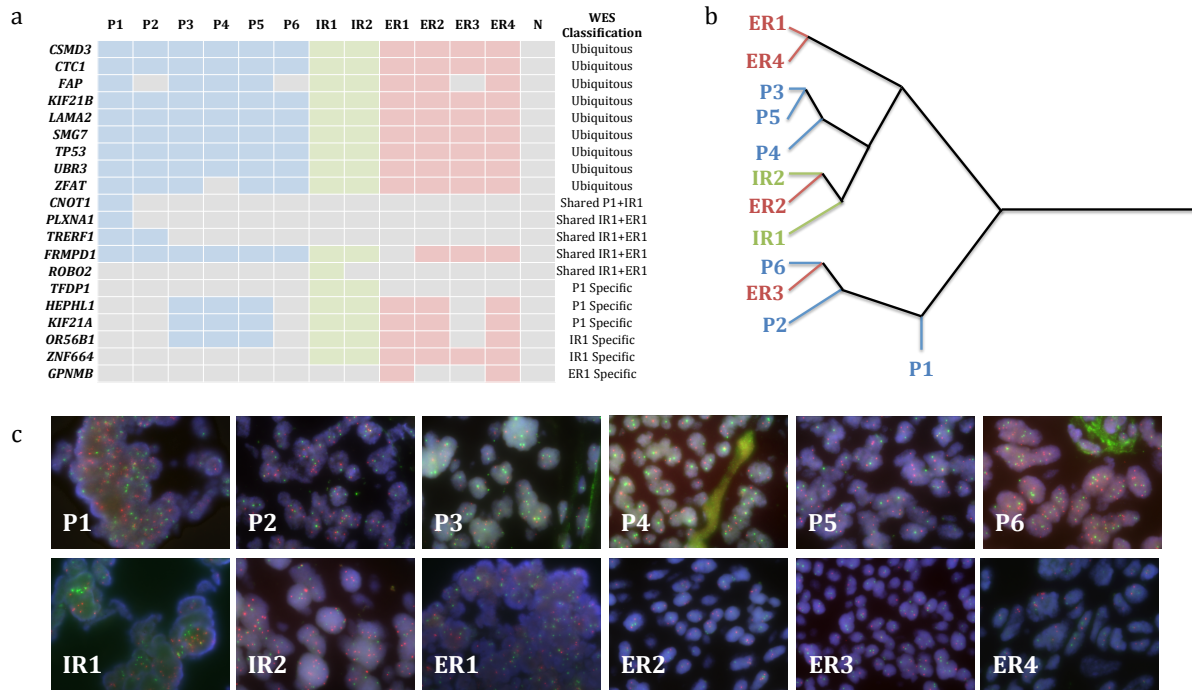 a
P1 P2 P3 P4 P5 P6 IR1 IR2 ER1 ER2 ER3 ER4 N WES Classification
CSMD3 Ubiquitous
CTC1 Ubiquitous
FAP Ubiquitous
KIF21B Ubiquitous
LAMA2 Ubiquitous
SMG7 Ubiquitous
TP53 Ubiquitous
UBR3 Ubiquitous
ZFAT Ubiquitous
CNOT1 Shared P1+IR1
PLXNA1 Shared IR1+ER1
TRERF1 Shared IR1+ER1
FRMPD1 Shared IR1+ER1
ROBO2 Shared IR1+ER1
TFDP1 P1 Specific
HEPHL1 P1 Specific
KIF21A P1 Specific
OR56B1 IR1 Specific
ZNF664 IR1 Specific
GPNMB ER1 Specific
b
ER1
ER4
P3
P5
P4
IR2
ER2
IR1
P6
ER3
P2
P1
c
P1 P2 P3 P4 P5 P6
IR1 IR2 ER1 ER2 ER3 ER4